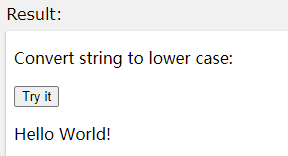 Result:
Convert string to lower case:
Try it
Hello World!